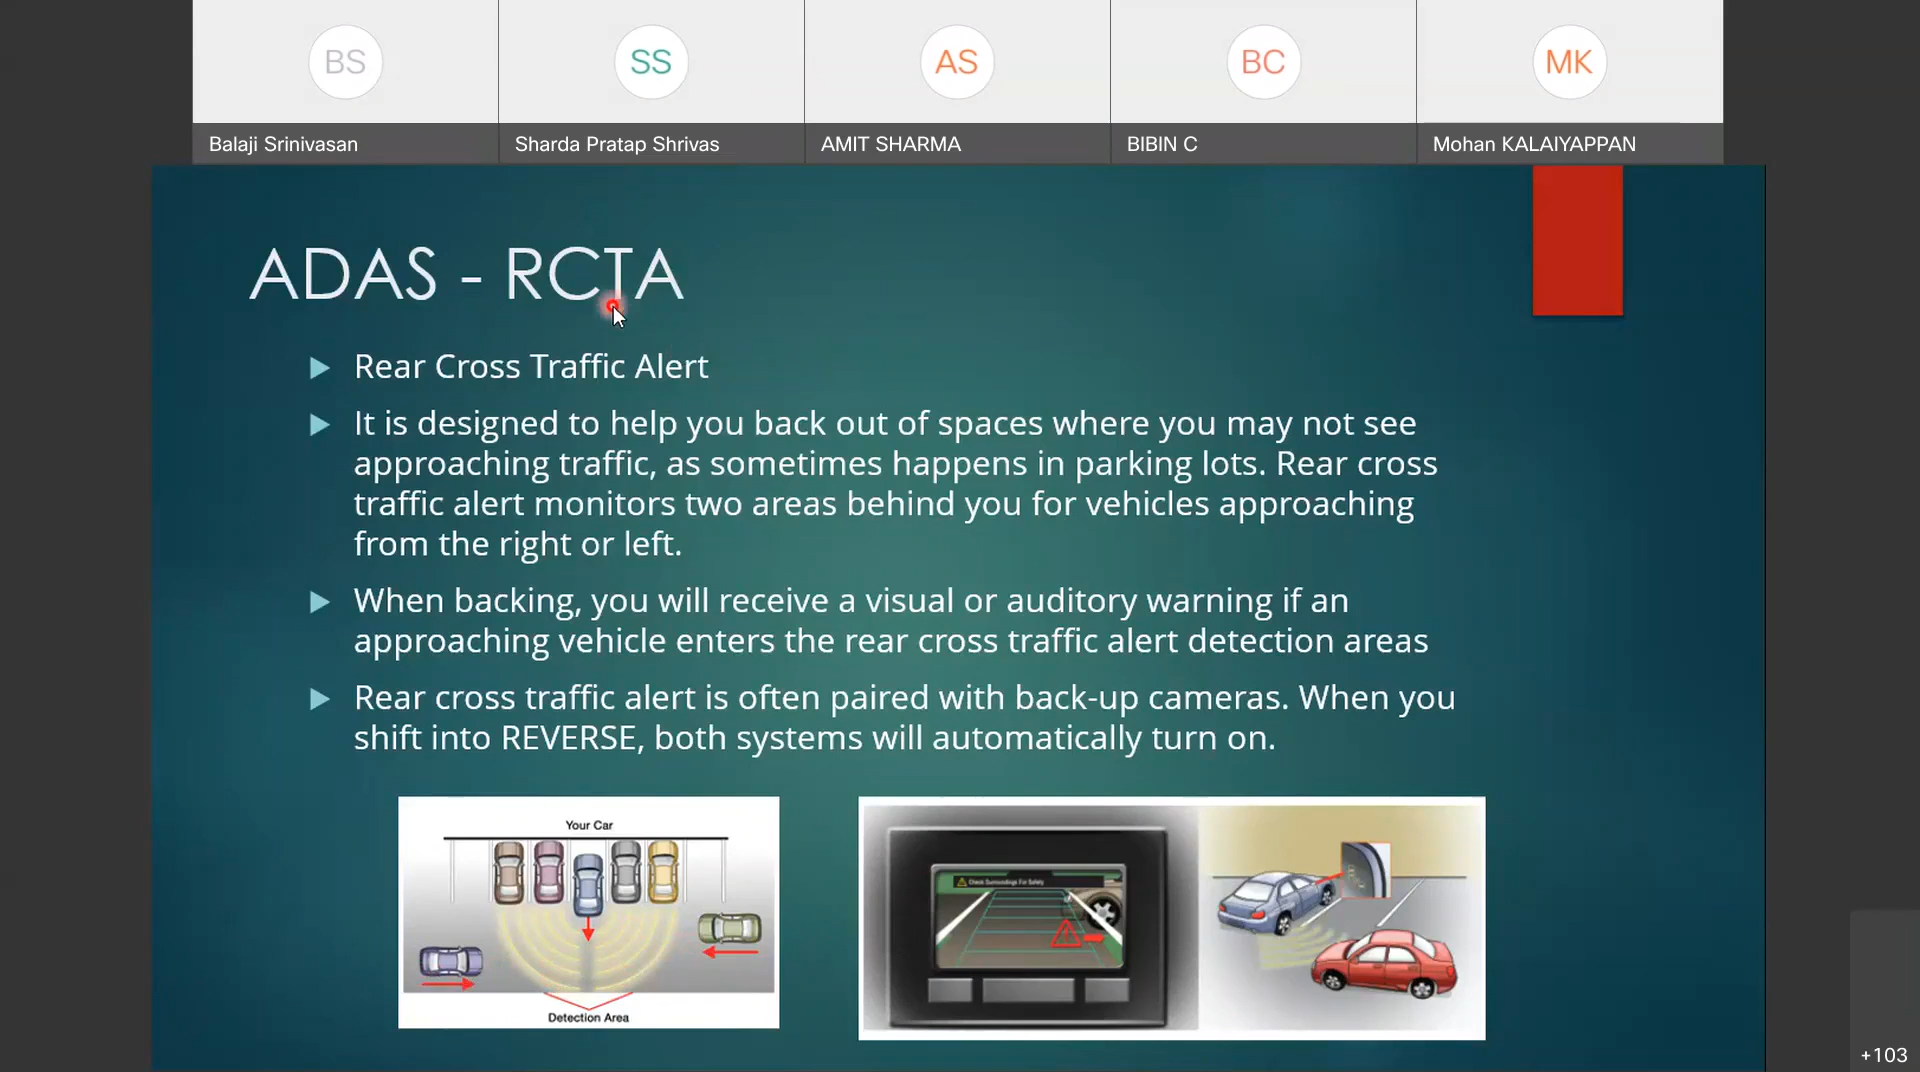 BS
SS
AS
BC
MK
Balaji Srinivasan
Sharda Pratap Shrivas
AMIT SHARMA
BIBIN C
Mohan KALAIYAPPAN
ADAS - RCTA
Rear Cross Traffic Alert
It is designed to help you back out of spaces where you may not see
approaching traffic, as sometimes happens in parking lots. Rear cross
traffic alert monitors two areas behind you for vehicles approaching
from the right or left.
When backing, you will receive a visual or auditory warning if an
approaching vehicle enters the rear cross traffic alert detection areas
Rear cross traffic alert is often paired with back-up cameras. When you
shift into REVERSE, both systems will automatically turn on.
Your Car
Detection Area
Check Surroundings For Safety
+103